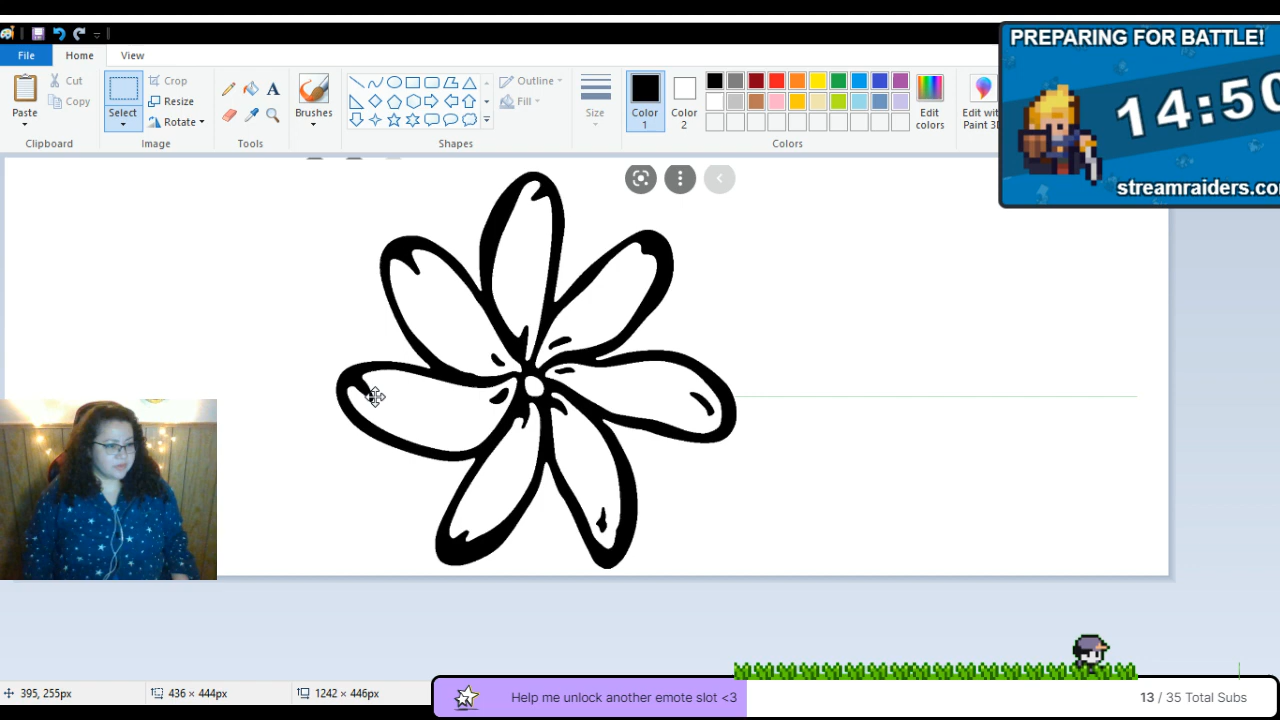 File Home View
PREPARING FOR BATTLE!
14:50
streamraiders.co
Paste
Cut
Copy
Clipboard
Select
Crop
Resize
Rotate
Image
A
Tools
Brushes
Shapes
Outline
Fill
Size
Color 1
Color 2
Edit colors
Edit wi
Paint 3D
Colors
395, 255px 436 × 444px 1242 × 446px
Help me unlock another emote slot <3 13 / 35 Total Subs